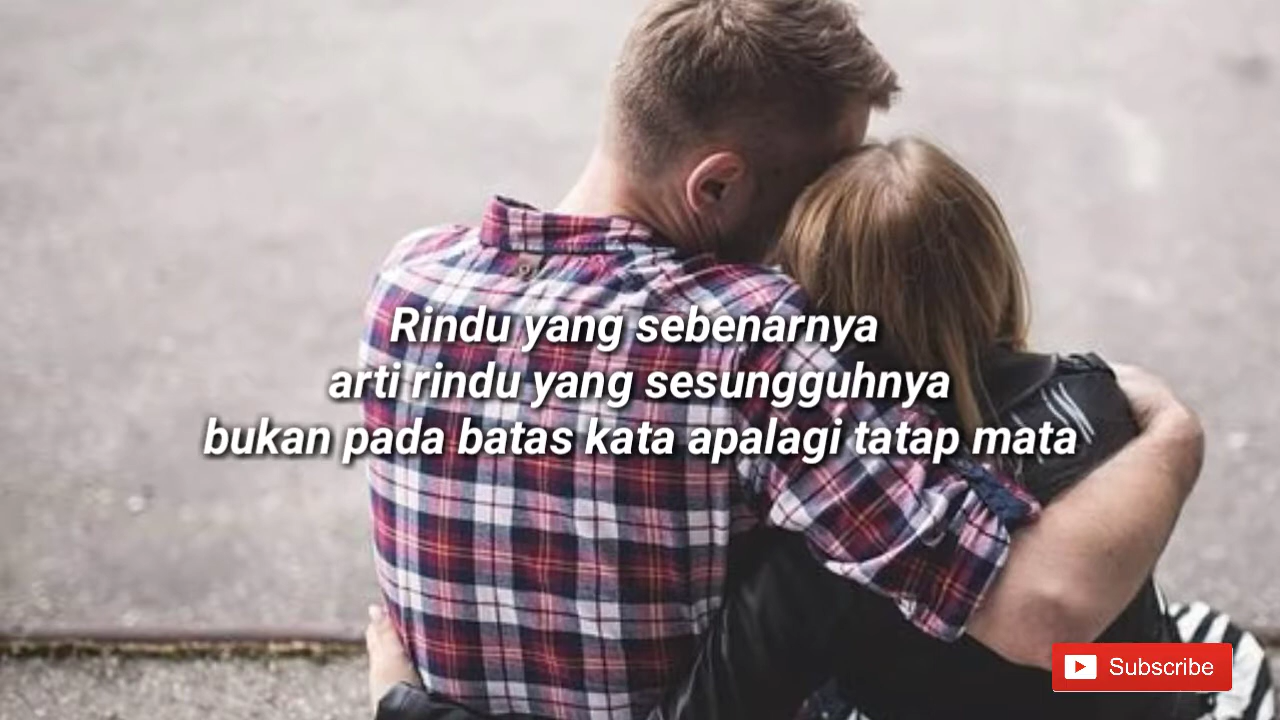 Rindu yang sebenarnya
arti rindu yang sesungguhnya
bukan pada batas kata apalagi tatap mata
Subscribe